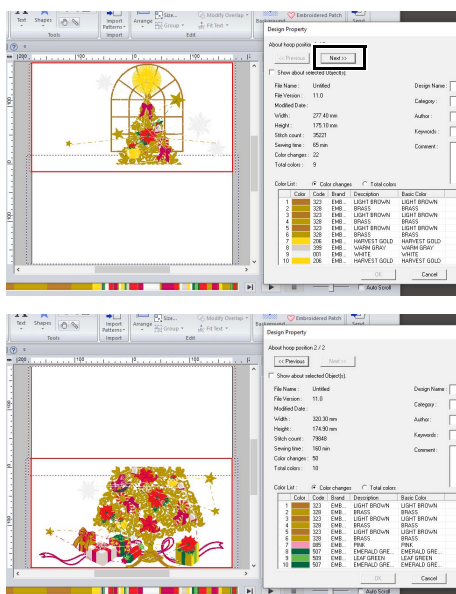 Text Shapes Import Patterns Arrange Size... Group Modify Overlap Fit Text Embroidered Patch Send
Tools Import Edit
Design Property
About hoop position
<< Previous Next >>
Show about selected Object(s).
File Name : Untitled Design Name :
File Version : 11.0 Category :
Modified Date :
Width : 277.40 mm Author :
Height : 175.10 mm Keywords :
Stitch count : 35221
Sewing time : 65 min Comment :
Color changes : 22
Total colors : 9
Color List : Color changes Total colors
Color Code Brand Description Basic Color
1 323 EMB... LIGHT BROWN LIGHT BROWN
2 328 EMB... BRASS BRASS
3 323 EMB... LIGHT BROWN LIGHT BROWN
4 328 EMB... BRASS BRASS
5 323 EMB... LIGHT BROWN LIGHT BROWN
6 328 EMB... BRASS BRASS
7 206 EMB... HARVEST GOLD HARVEST GOLD
8 399 EMB... WARM GRAY WARM GRAY
9 001 EMB... WHITE WHITE
10 206 EMB... HARVEST GOLD HARVEST GOLD
OK Cancel
Auto Scroll
Text Shapes Import Patterns Arrange Size... Group Modify Overlap Fit Text Embroidered Patch Send
Tools Import Edit
Design Property
About hoop position 2 / 2
<< Previous Next >>
Show about selected Object(s).
File Name : Untitled Design Name :
File Version : 11.0 Category :
Modified Date :
Width : 320.30 mm Author :
Height : 174.90 mm Keywords :
Stitch count : 79848
Sewing time : 160 min Comment :
Color changes : 50
Total colors : 10
Color List : Color changes Total colors
Color Code Brand Description Basic Color
1 323 EMB... LIGHT BROWN LIGHT BROWN
2 328 EMB... BRASS BRASS
3 323 EMB... LIGHT BROWN LIGHT BROWN
4 328 EMB... BRASS BRASS
5 323 EMB... LIGHT BROWN LIGHT BROWN
6 328 EMB... BRASS BRASS
7 085 EMB... PINK PINK
8 507 EMB... EMERALD GRE... EMERALD GRE...
9 509 EMB... LEAF GREEN LEAF GREEN
10 507 EMB... EMERALD GRE... EMERALD GRE...
OK Cancel
Auto Scroll